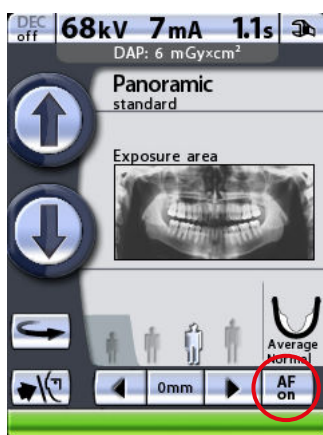 DEC
off
68kV 7mA 1.1s
DAP: 6 mGy×cm²
Panoramic
standard
Exposure area
Average
Normal
0mm
AF
on